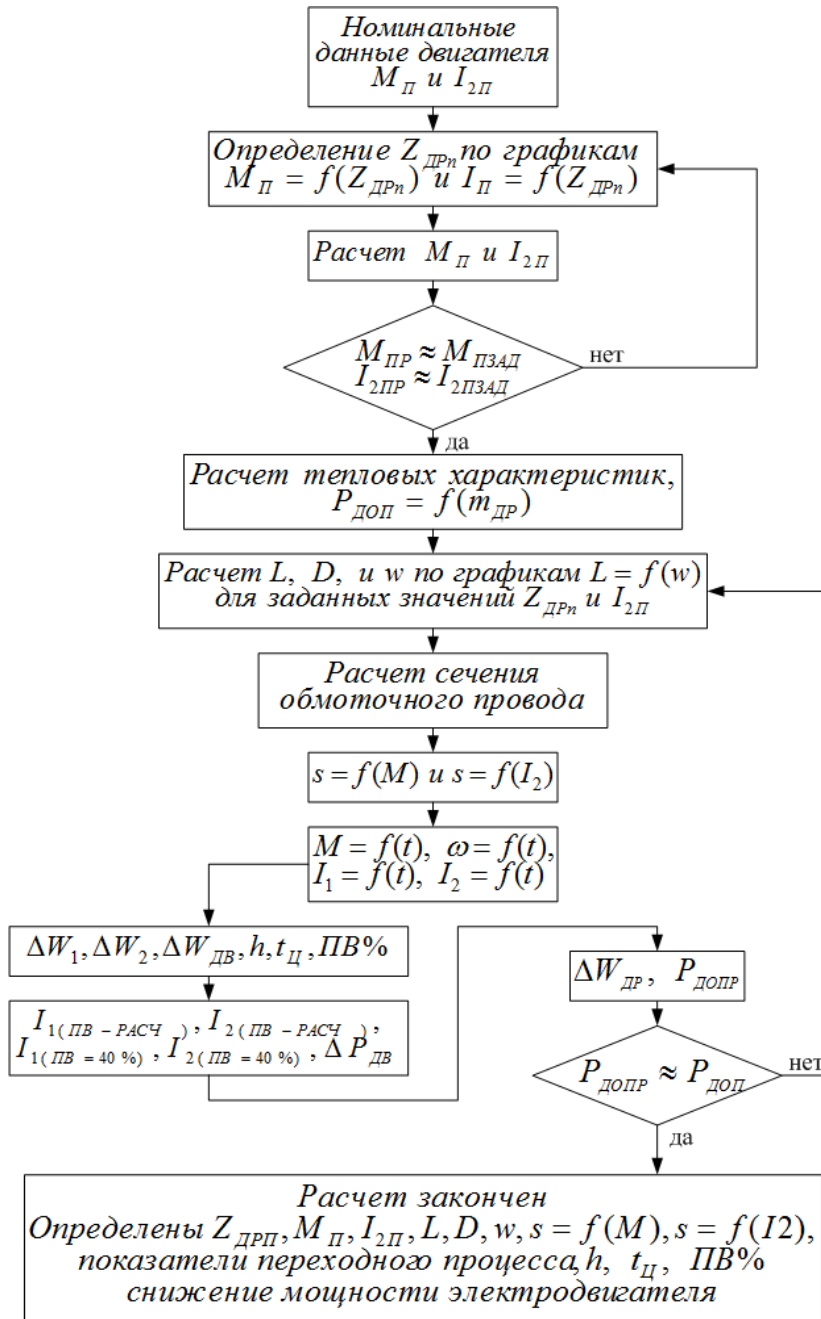 Номинальные
данные двигателя
M_П и I_2П
Определение Z_ДРп по графикам
M_П = f(Z_ДРп) и I_П = f(Z_ДРп)
Расчет M_П и I_2П
M_ПР ≈ M_ПЗАД
I_2ПР ≈ I_2ПЗАД
нет
да
Расчет тепловых характеристик,
P_ДОП = f(m_ДР)
Расчет L, D, и w по графикам L = f(w)
для заданных значений Z_ДРп и I_2П
Расчет сечения
обмоточного провода
s = f(M) и s = f(I_2)
M = f(t), ω = f(t),
I_1 = f(t), I_2 = f(t)
ΔW_1, ΔW_2, ΔW_ДВ, h, t_Ц, ПВ%
I_1(ПВ – РАСЧ), I_2(ПВ – РАСЧ),
I_1(ПВ = 40 %), I_2(ПВ = 40 %), ΔP_ДВ
ΔW_ДР, P_ДОПР
P_ДОПР ≈ P_ДОП
нет
да
Расчет закончен
Определены Z_ДРП, M_П, I_2П, L, D, w, s = f(M), s = f(I2),
показатели переходного процесса, h, t_Ц, ПВ%
снижение мощности электродвигателя